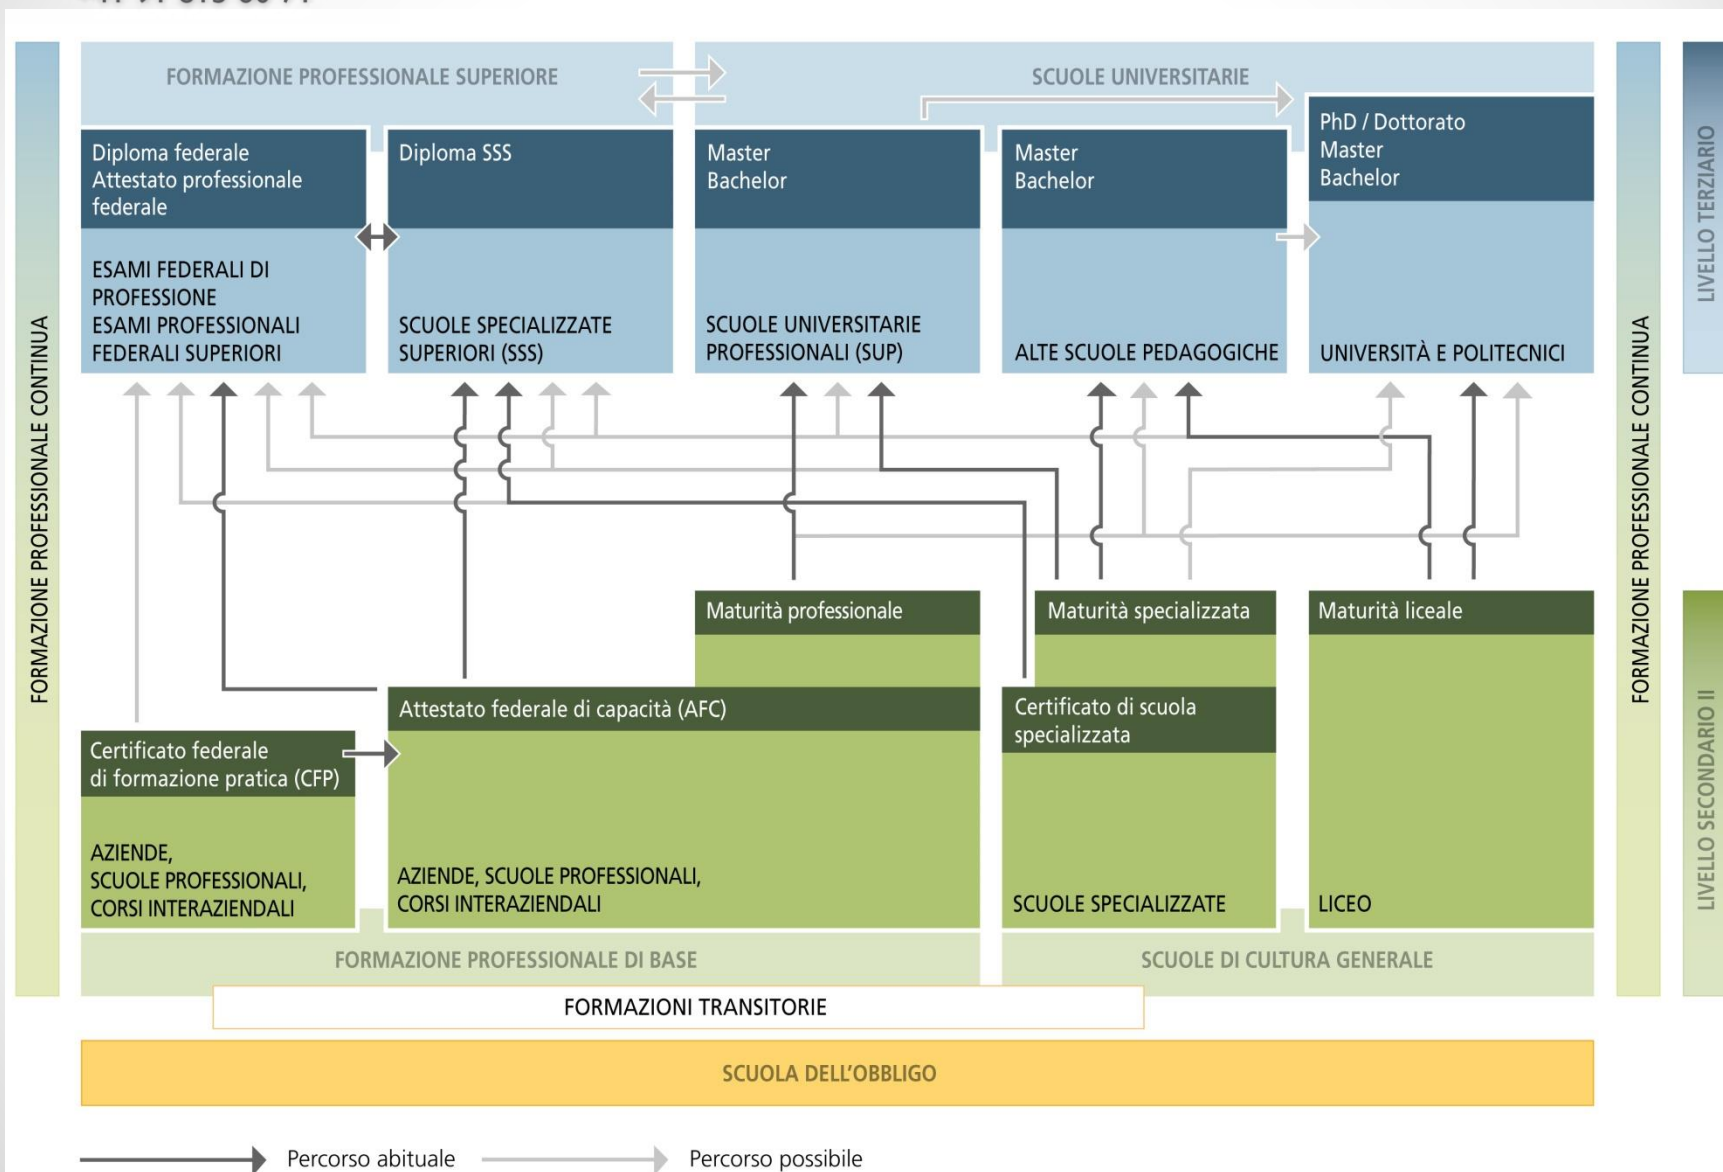 FORMAZIONE PROFESSIONALE SUPERIORE
SCUOLE UNIVERSITARIE
Diploma federale
Attestato professionale
federale
Diploma SSS
Master
Bachelor
Master
Bachelor
PhD / Dottorato
Master
Bachelor
ESAMI FEDERALI DI
PROFESSIONE
ESAMI PROFESSIONALI
FEDERALI SUPERIORI
SCUOLE SPECIALIZZATE
SUPERIORI (SSS)
SCUOLE UNIVERSITARIE
PROFESSIONALI (SUP)
ALTE SCUOLE PEDAGOGICHE
UNIVERSITÀ E POLITECNICI
FORMAZIONE PROFESSIONALE CONTINUA
FORMAZIONE PROFESSIONALE CONTINUA
LIVELLO TERZIARIO
LIVELLO SECONDARIO II
Maturità professionale
Maturità specializzata
Maturità liceale
Attestato federale di capacità (AFC)
Certificato di scuola
specializzata
Certificato federale
di formazione pratica (CFP)
AZIENDE,
SCUOLE PROFESSIONALI,
CORSI INTERAZIENDALI
AZIENDE, SCUOLE PROFESSIONALI,
CORSI INTERAZIENDALI
SCUOLE SPECIALIZZATE
LICEO
FORMAZIONE PROFESSIONALE DI BASE
SCUOLE DI CULTURA GENERALE
FORMAZIONI TRANSITORIE
SCUOLA DELL'OBBLIGO
Percorso abituale
Percorso possibile